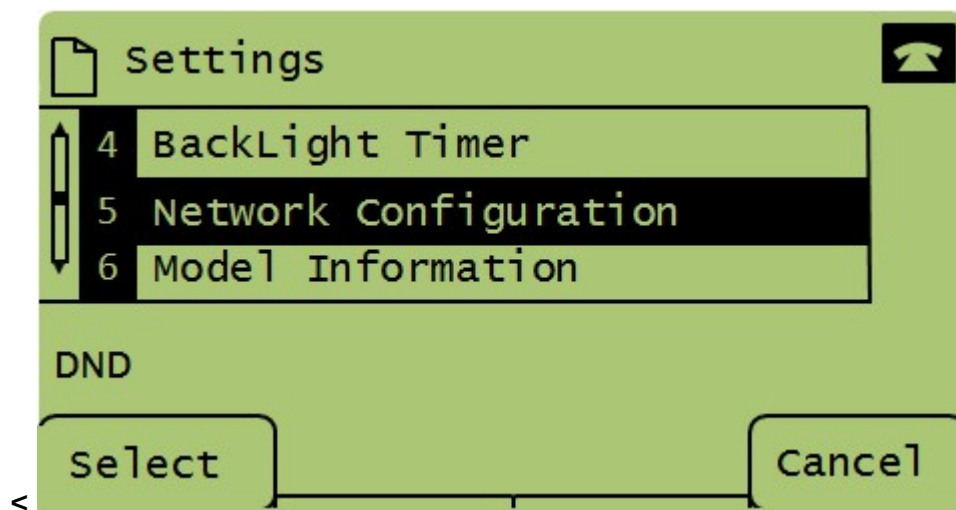 Settings
4 BackLight Timer
5 Network Configuration
6 Model Information
DND
Select Cancel
<